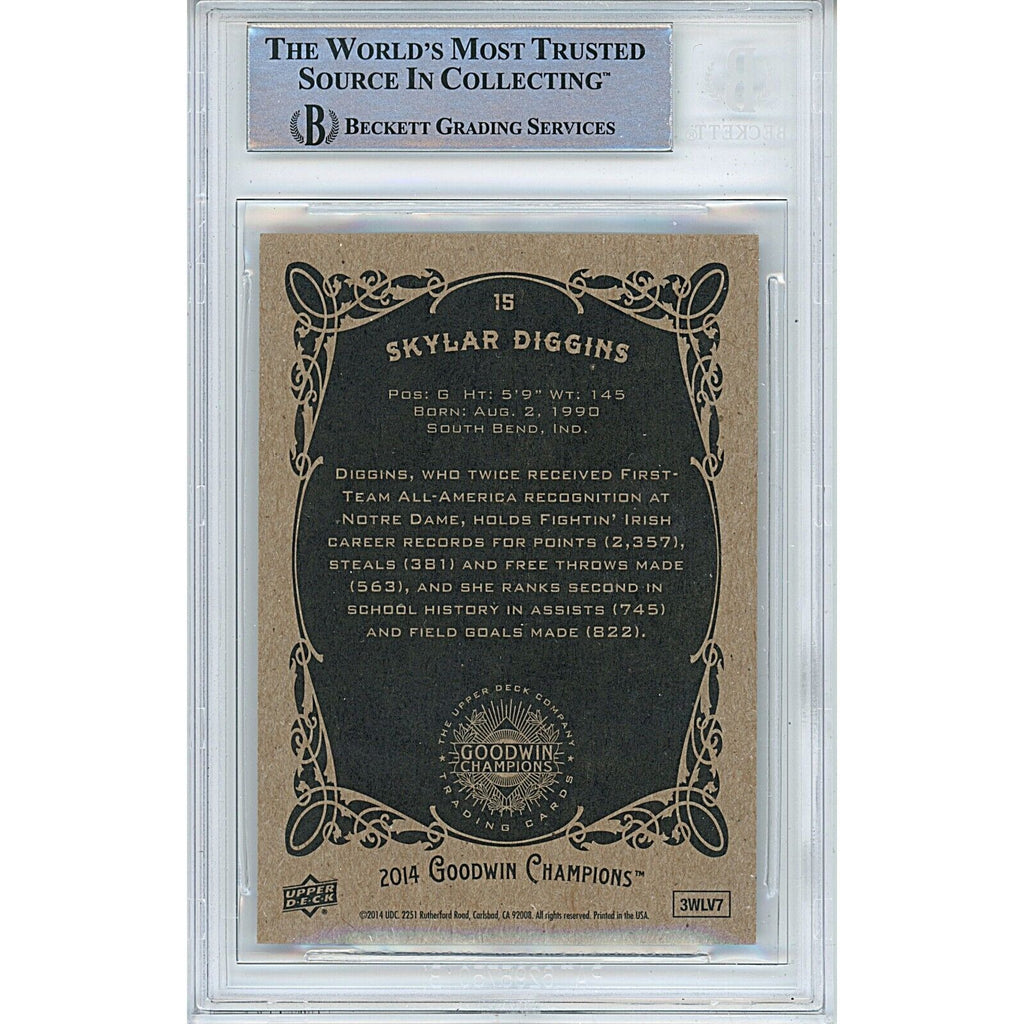 THE WORLD'S MOST TRUSTED
SOURCE IN COLLECTING™
B BECKETT GRADING SERVICES
BECKETT
15
SKYLAR DIGGINS
POS: G HT: 5'9" WT: 145
BORN: AUG. 2, 1990
SOUTH BEND, IND.
DIGGINS, WHO TWICE RECEIVED FIRST-
TEAM ALL-AMERICA RECOGNITION AT
NOTRE DAME, HOLDS FIGHTIN' IRISH
CAREER RECORDS FOR POINTS (2,357),
STEALS (381) AND FREE THROWS MADE
(563), AND SHE RANKS SECOND IN
SCHOOL HISTORY IN ASSISTS (745)
AND FIELD GOALS MADE (822).
THE UPPER DECK COMPANY
GOODWIN
CHAMPIONS
TRADING CARDS
2014 GOODWIN CHAMPIONS™
UPPER
DECK
©2014 UDC. 2251 Rutherford Road, Carlsbad, CA 92008. All rights reserved. Printed in the USA.
3WLV7